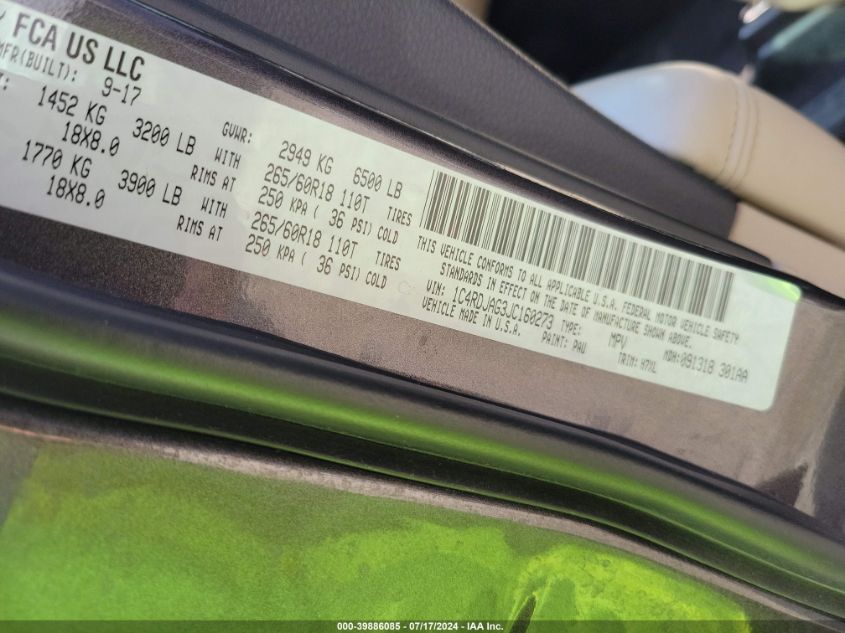 FCA US LLC
MFR(BUILT):
9-17
GVWR: 2949 KG 6500 LB
1452 KG 3200 LB WITH 265/60R18 110T TIRES
18X8.0 RIMS AT 250 KPA ( 36 PSI) COLD
1770 KG 3900 LB WITH 265/60R18 110T TIRES
18X8.0 RIMS AT 250 KPA ( 36 PSI) COLD
THIS VEHICLE CONFORMS TO ALL APPLICABLE U.S.A. FEDERAL MOTOR VEHICLE SAFETY
STANDARDS IN EFFECT ON THE DATE OF MANUFACTURE SHOWN ABOVE.
VIN: 1C4RDJAG3JC160273 TYPE: MPV MDH:091318 301AA
VEHICLE MADE IN U.S.A. PAINT: PAU TRIM: H7XL
000-39886085 - 07/17/2024 - IAA Inc.